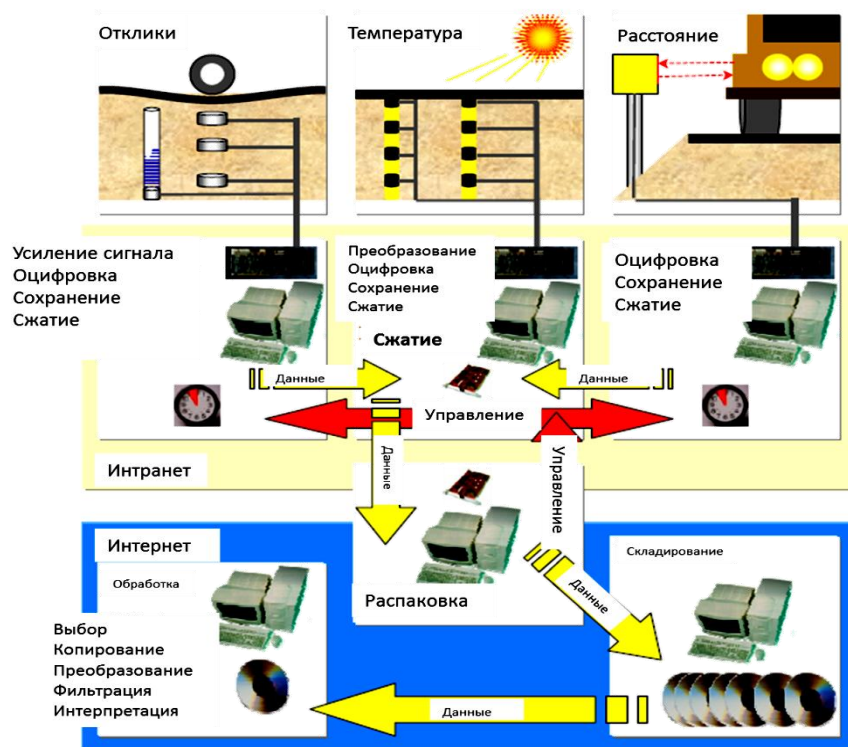 Отклики
Температура
Расстояние
Усиление сигнала
Оцифровка
Сохранение
Сжатие
Преобразование
Оцифровка
Сохранение
Сжатие
Оцифровка
Сохранение
Сжатие
Сжатие
Данные
Данные
Управление
Данные
Управление
Интранет
Интернет
Обработка
Распаковка
Складирование
Данные
Выбор
Копирование
Преобразование
Фильтрация
Интерпретация
Данные